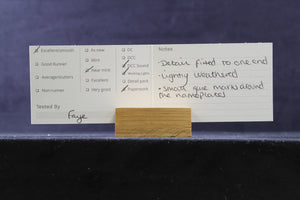 Excellent/smooth
Good Runner
Average/stutters
Non-runner
Tested By
Faye
As new
Mint
Near mint
Excellent
Very good
DC
DCC
DCC Sound
Working Lights
Detail pack
Paperwork
Notes
-Detail fitted to one end
-lightly weathered
• small glue marks around
the nameplates